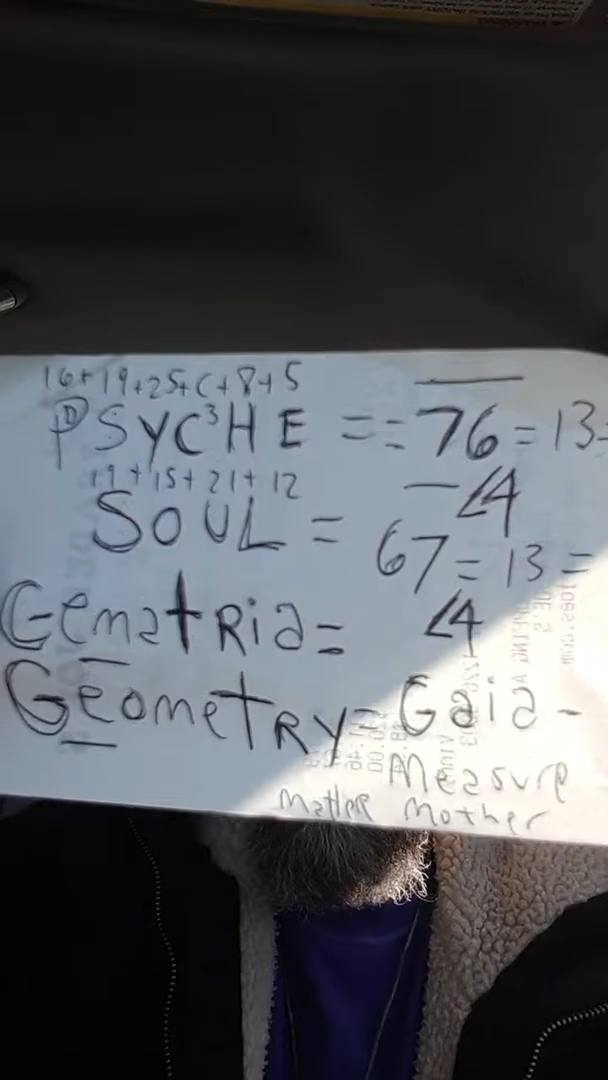 16+19+25+C+8+5
PSYC³HE == 76 = 13=
19+15+21+12
–∠4
SOUL = 67 = 13 =
GematRia= ∠4
GeometRy = Gaia -
Measure
Matter Mother